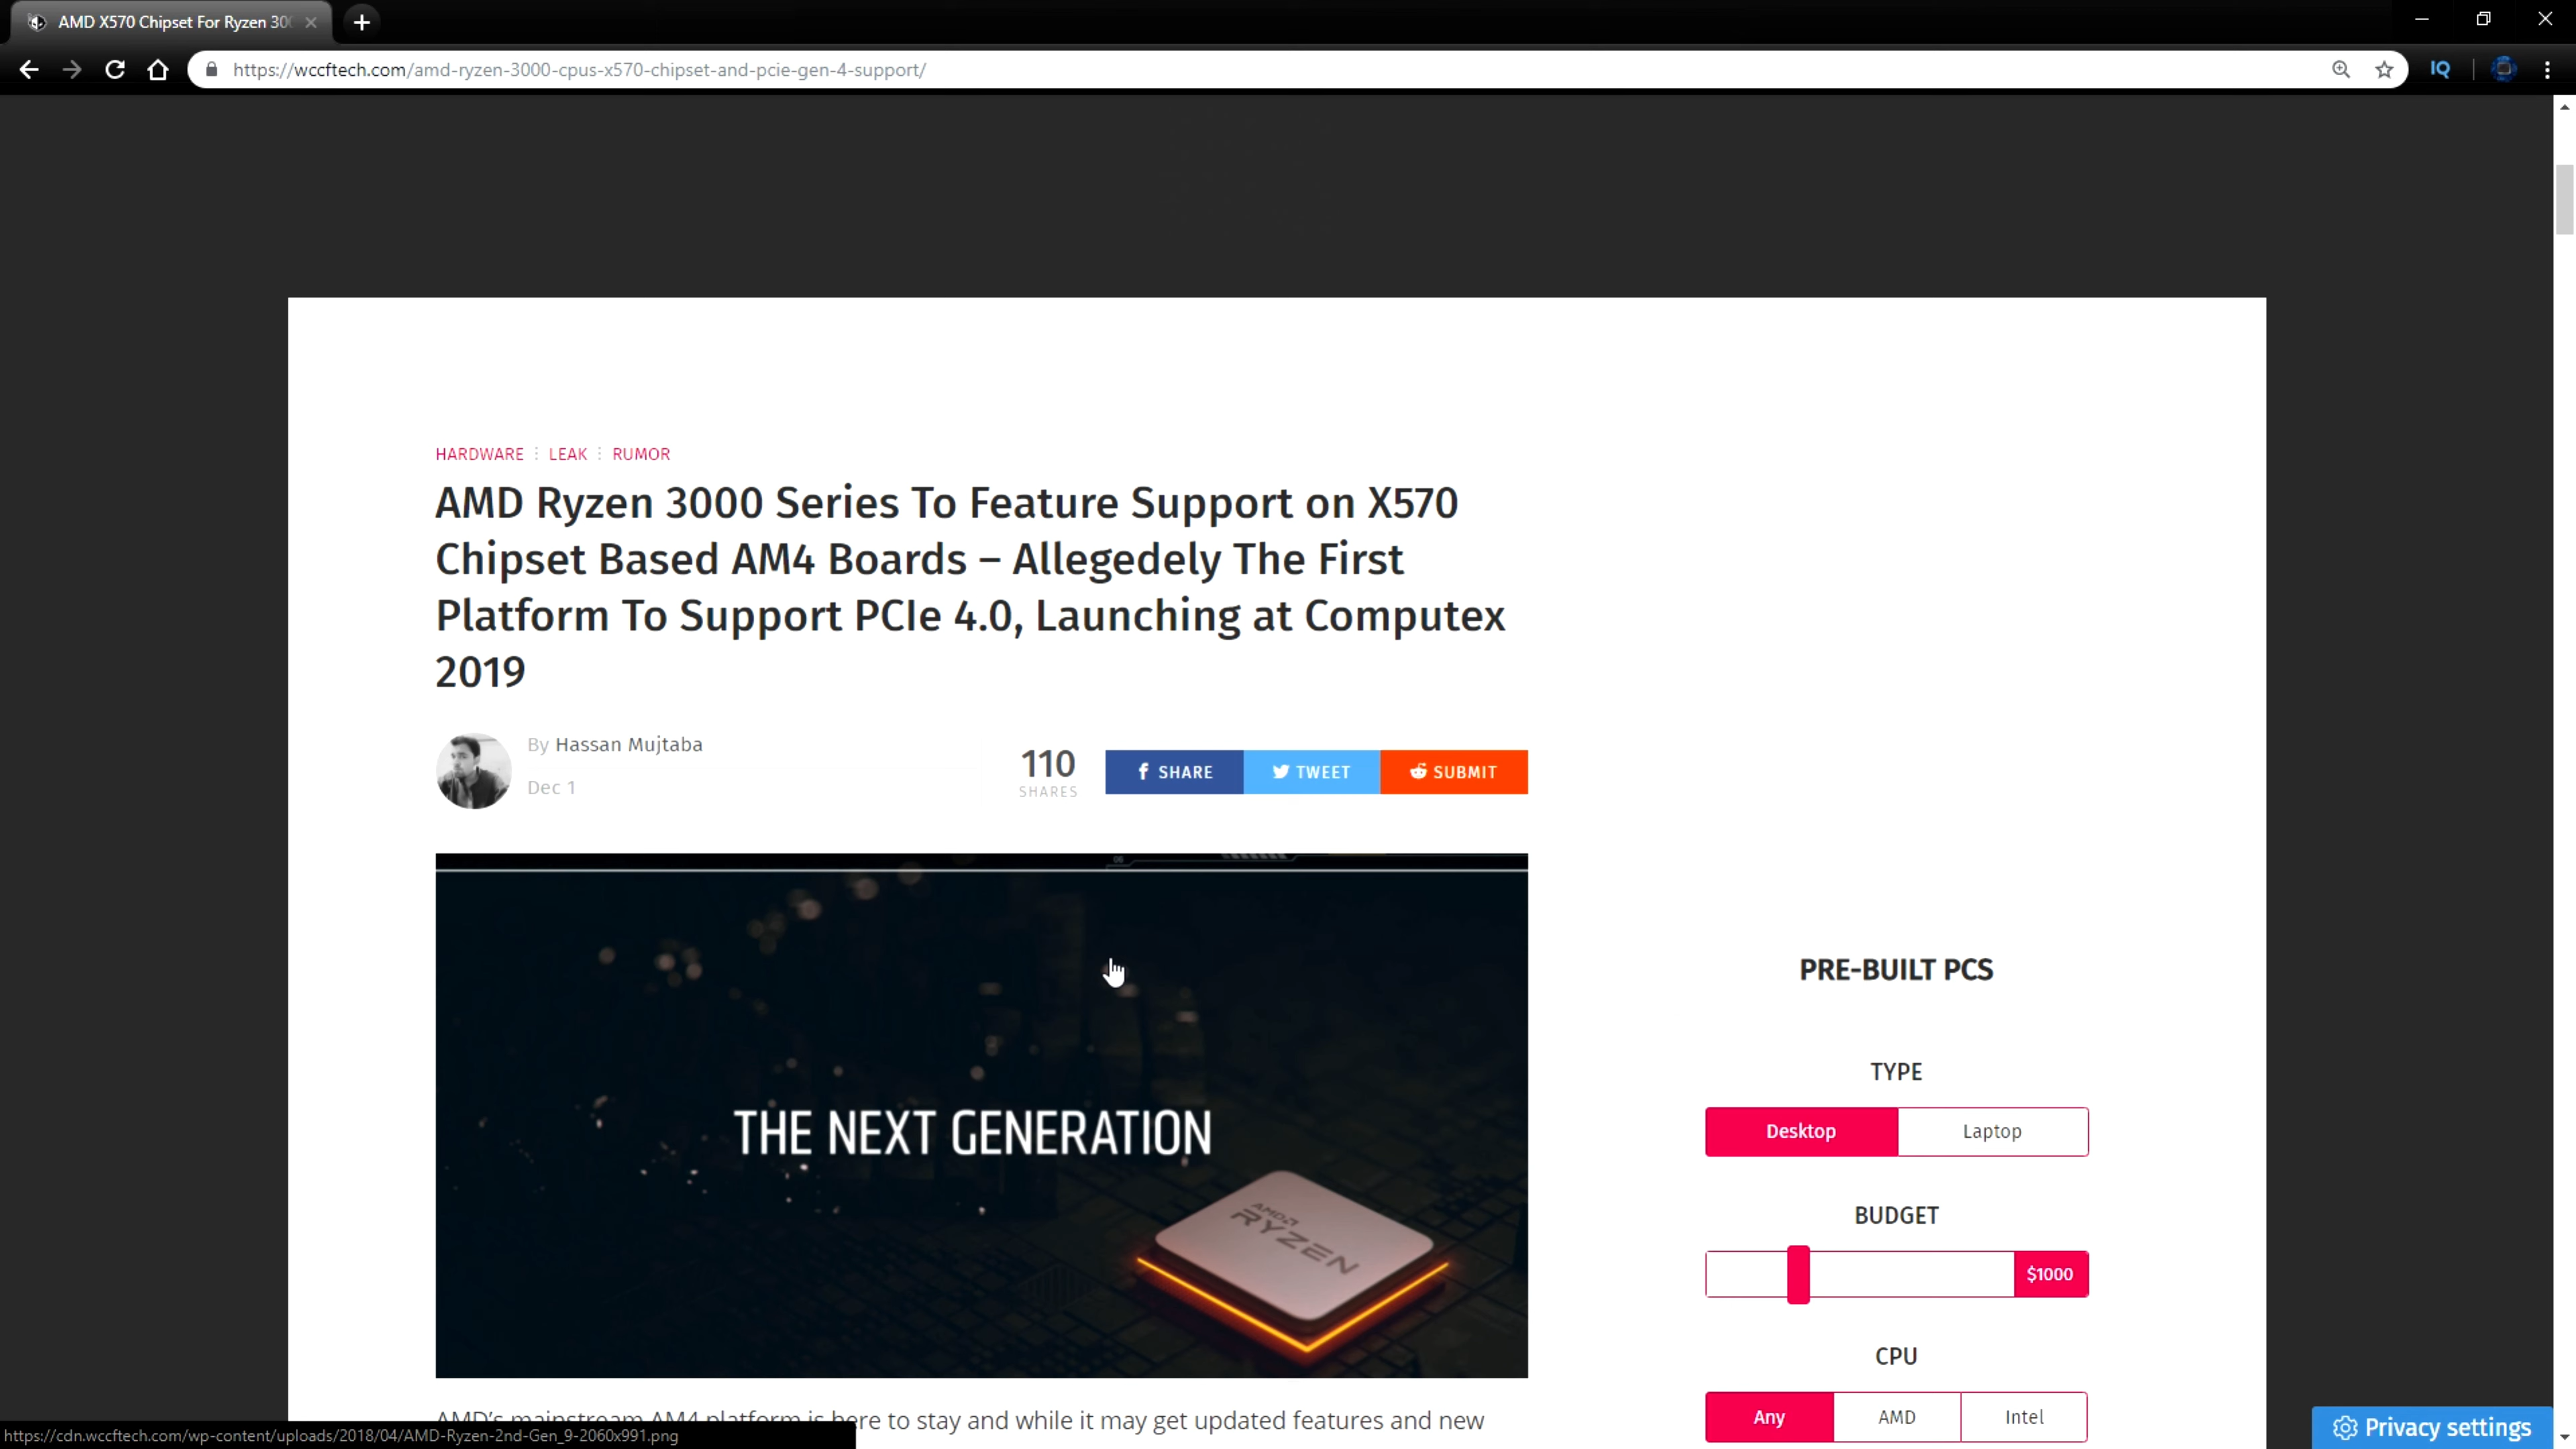 AMD X570 Chipset For Ryzen 30
https://wccftech.com/amd-ryzen-3000-cpus-x570-chipset-and-pcie-gen-4-support/
IQ
HARDWARE LEAK RUMOR
AMD Ryzen 3000 Series To Feature Support on X570
Chipset Based AM4 Boards – Allegedely The First
Platform To Support PCIe 4.0, Launching at Computex
2019
By Hassan Mujtaba
Dec 1
110
SHARES
SHARE
TWEET
SUBMIT
THE NEXT GENERATION
AMD
RYZEN
PRE-BUILT PCS
TYPE
Desktop Laptop
BUDGET
$1000
CPU
Any AMD Intel
AMD's mainstream AM4 platform is here to stay and while it may get updated features and new
https://cdn.wccftech.com/wp-content/uploads/2018/04/AMD-Ryzen-2nd-Gen_9-2060x991.png
Privacy settings